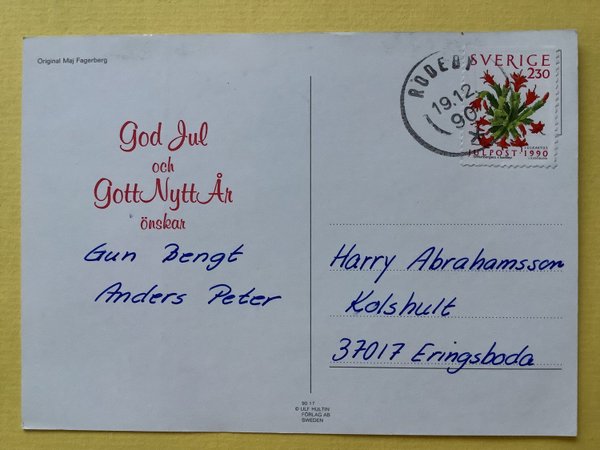 Original Maj Fagerberg
God Jul
och
Gott Nytt År
önskar
Gun Bengt
Anders Peter
RÖDEBY
19.12.
90
SVERIGE
2.30
JULPOST 1990
Harry Abrahamsson
Kolshult
37017 Eringsboda
90 17
© ULF HULTIN
FÖRLAG AB
SWEDEN